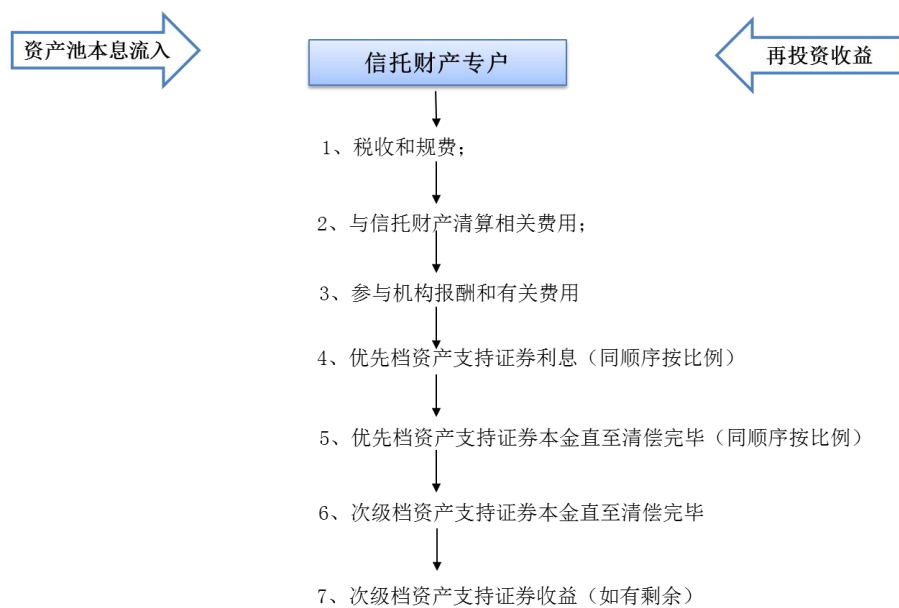 资产池本息流入
信托财产专户
再投资收益
1、税收和规费；
2、与信托财产清算相关费用；
3、参与机构报酬和有关费用
4、优先档资产支持证券利息（同顺序按比例）
5、优先档资产支持证券本金直至清偿完毕（同顺序按比例）
6、次级档资产支持证券本金直至清偿完毕
7、次级档资产支持证券收益（如有剩余）